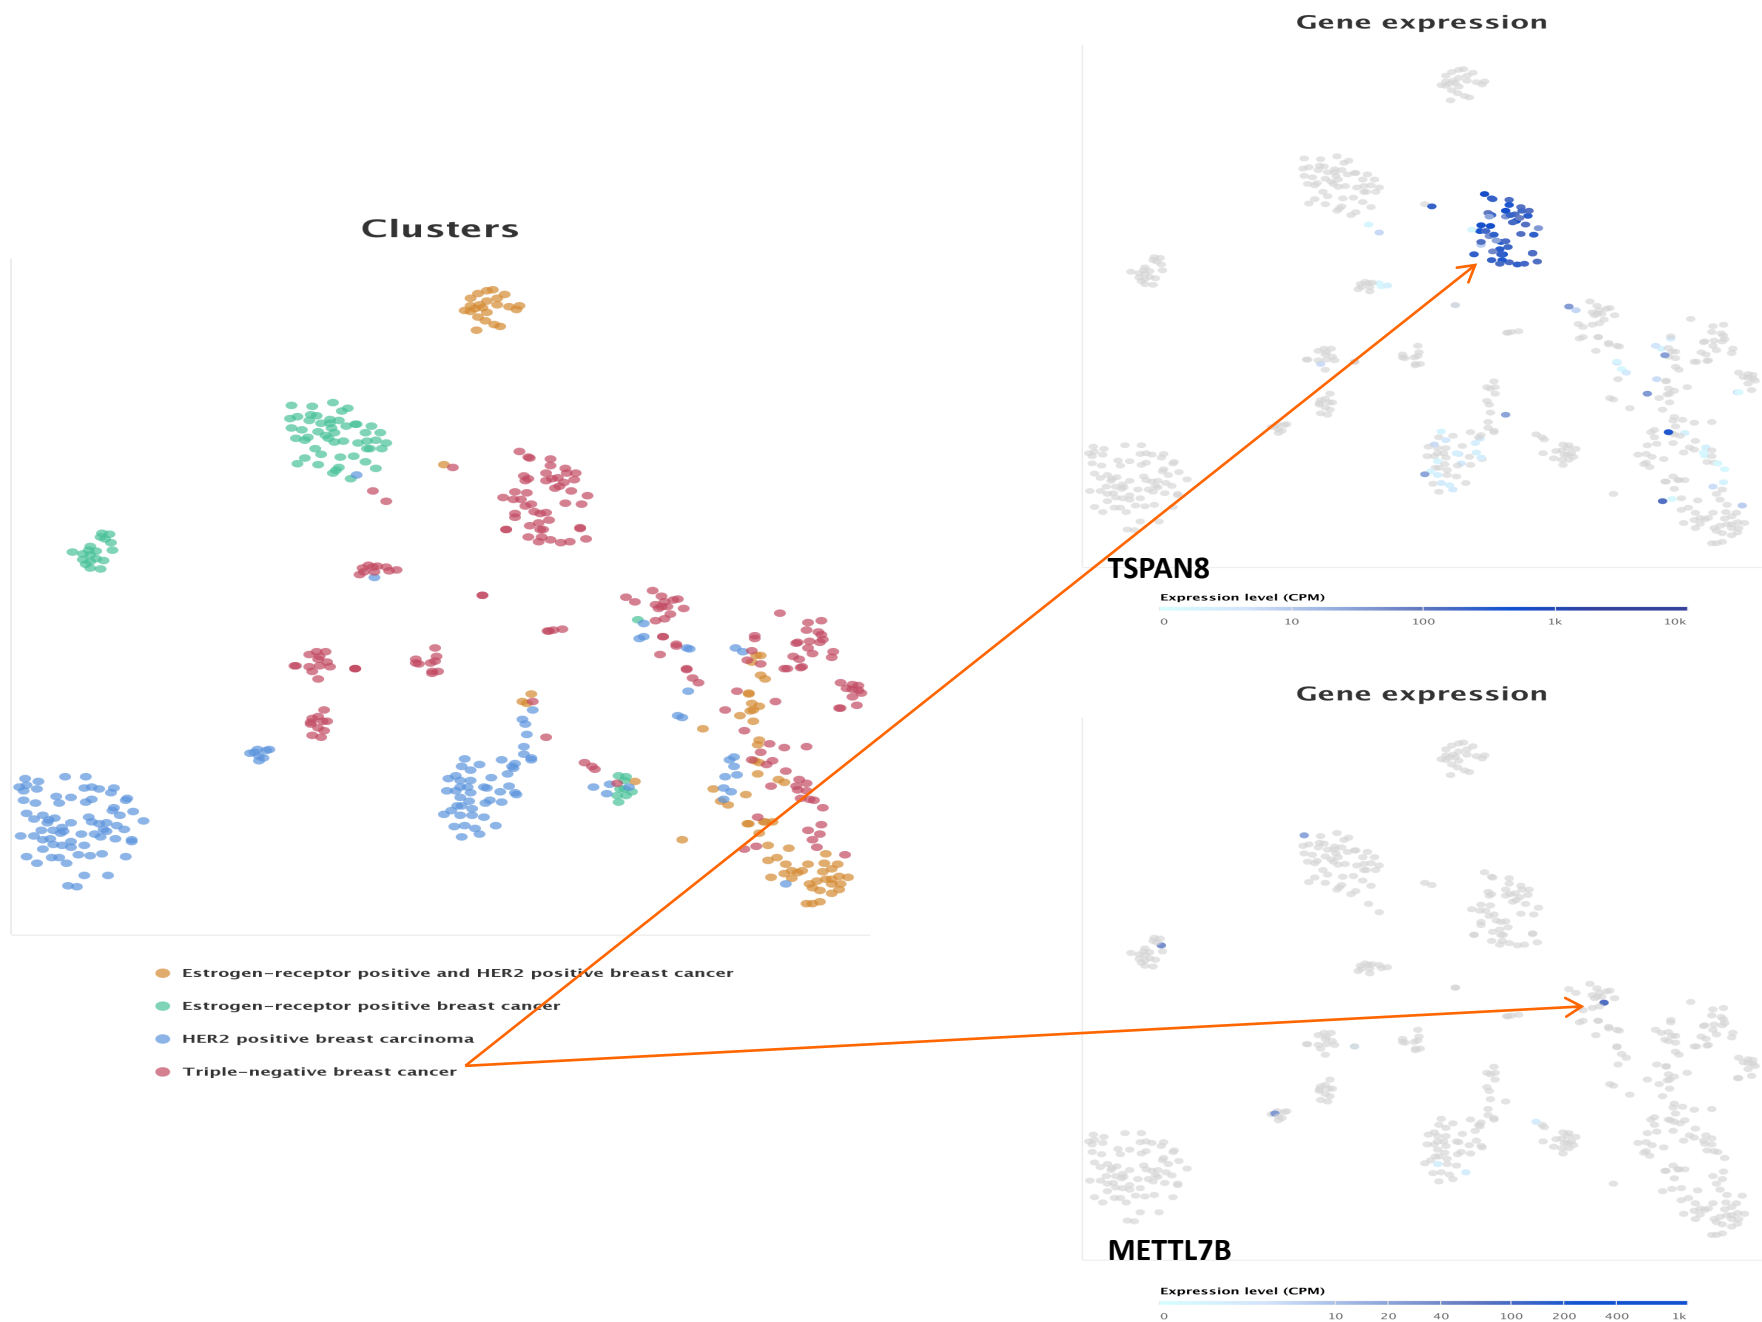 Gene expression
Clusters
TSPAN8
Expression level (CPM)
0 10 100 1k 10k
Gene expression
Estrogen-receptor positive and HER2 positive breast cancer
Estrogen-receptor positive breast cancer
HER2 positive breast carcinoma
Triple-negative breast cancer
METTL7B
Expression level (CPM)
0 10 20 40 100 200 400 1k